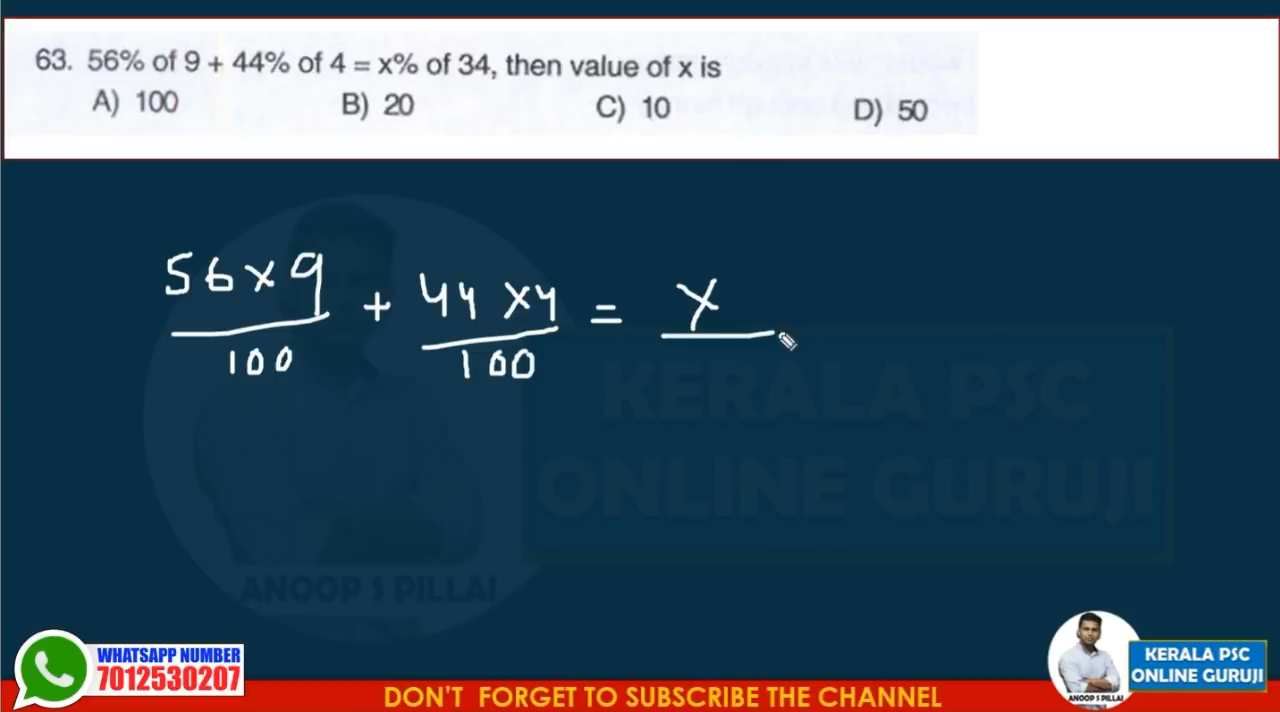 63. 56% of 9 + 44% of 4 = x% of 34, then value of x is
A) 100 B) 20 C) 10 D) 50
56 x 9 + 44 x 4 = x
100 100
KERALA PSC
ONLINE GURUJI
ANOOP S PILLAI
WHATSAPP NUMBER
7012530207
DON'T FORGET TO SUBSCRIBE THE CHANNEL
ANOOP S PILLAI
KERALA PSC
ONLINE GURUJI